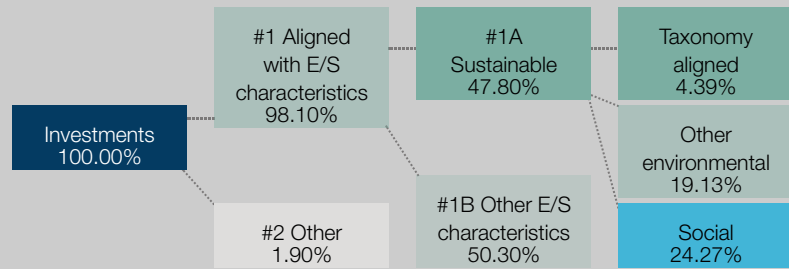 Investments
100.00%
#1 Aligned
with E/S
characteristics
98.10%
#2 Other
1.90%
#1A
Sustainable
47.80%
#1B Other E/S
characteristics
50.30%
Taxonomy
aligned
4.39%
Other
environmental
19.13%
Social
24.27%